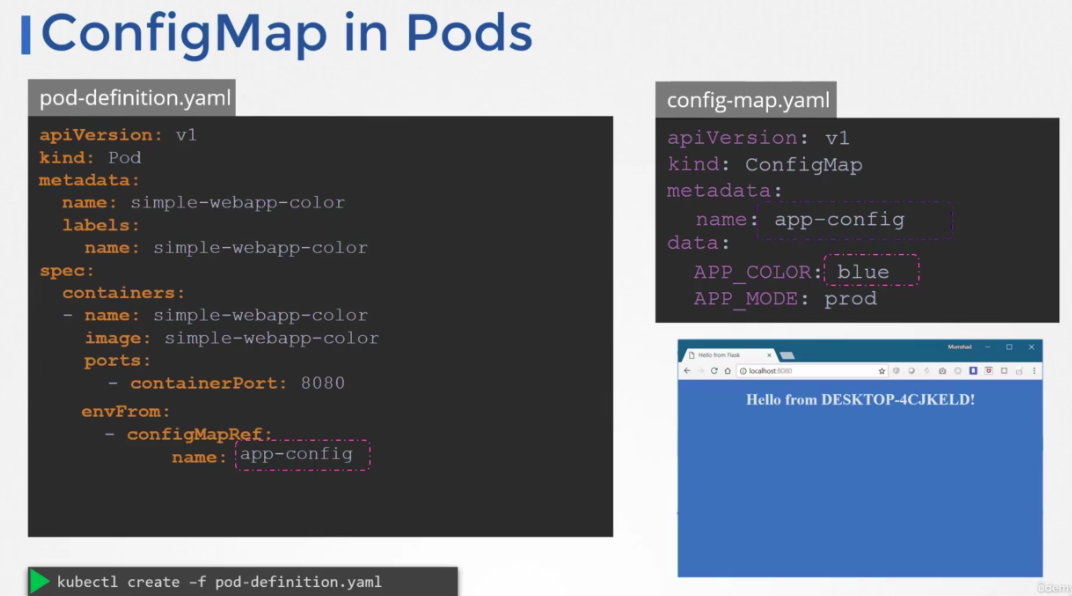 ConfigMap in Pods
pod-definition.yaml
apiVersion: v1
kind: Pod
metadata:
  name: simple-webapp-color
  labels:
    name: simple-webapp-color
spec:
  containers:
  - name: simple-webapp-color
    image: simple-webapp-color
    ports:
      - containerPort: 8080
    envFrom:
      - configMapRef:
            name: app-config
kubectl create -f pod-definition.yaml
config-map.yaml
apiVersion: v1
kind: ConfigMap
metadata:
  name: app-config
data:
  APP_COLOR: blue
  APP_MODE: prod
Hello from Flask
Mumshad
localhost:8080
Hello from DESKTOP-4CJKELD!
ûdemy